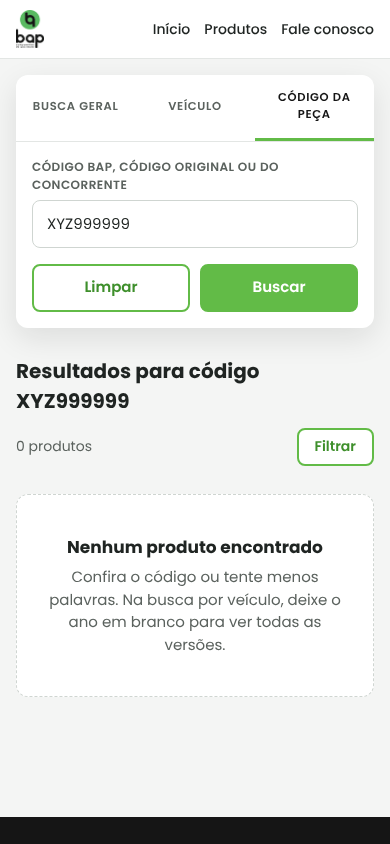 bap
Início Produtos Fale conosco
BUSCA GERAL VEÍCULO CÓDIGO DA
PEÇA
CÓDIGO BAP, CÓDIGO ORIGINAL OU DO
CONCORRENTE
XYZ999999
Limpar Buscar
Resultados para código
XYZ999999
0 produtos Filtrar
Nenhum produto encontrado
Confira o código ou tente menos
palavras. Na busca por veículo, deixe o
ano em branco para ver todas as
versões.